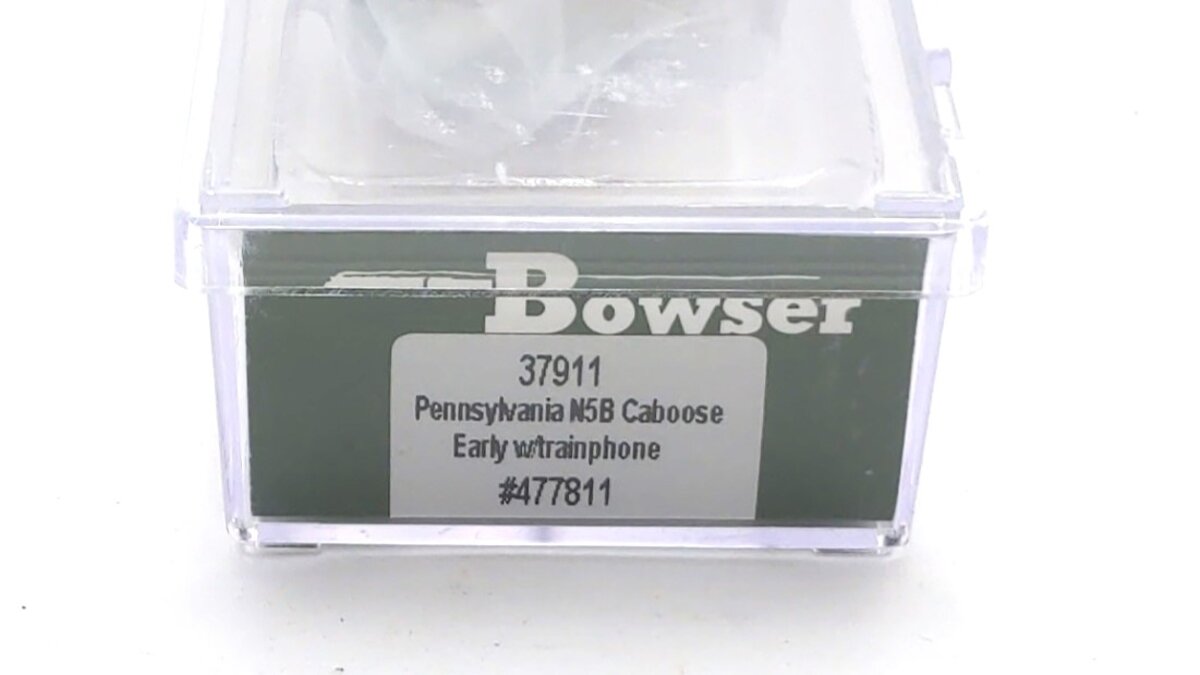 Bowser
37911
Pennsylvania N5B Caboose
Early w/trainphone
#477811